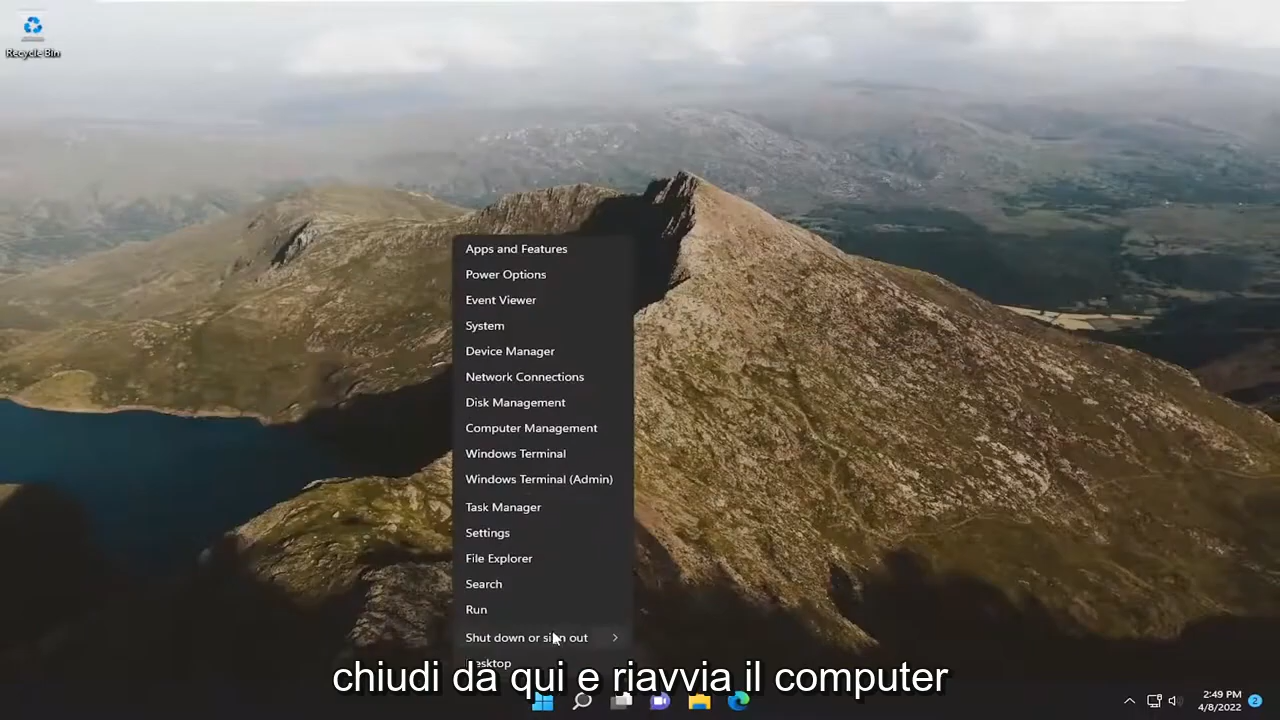 Recycle Bin
Apps and Features
Power Options
Event Viewer
System
Device Manager
Network Connections
Disk Management
Computer Management
Windows Terminal
Windows Terminal (Admin)
Task Manager
Settings
File Explorer
Search
Run
Shut down or sign out
Desktop
chiudi da qui e riavvia il computer
2:49 PM
4/8/2022
2